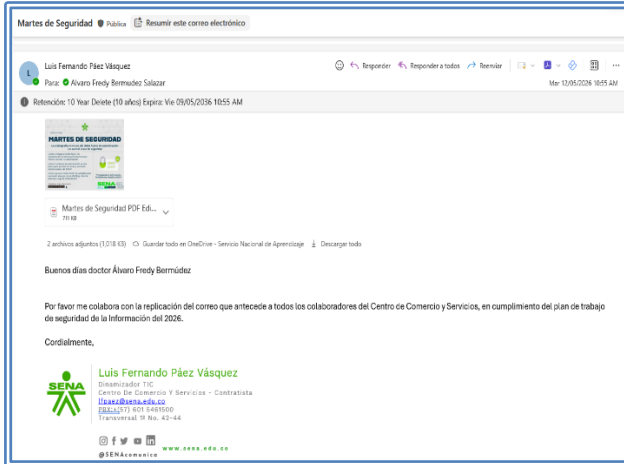 Martes de Seguridad Pública Resumir este correo electrónico
Luis Fernando Páez Vásquez
Responder Responder a todos Reenviar
L
Para: Alvaro Fredy Bermudez Salazar
Mar 12/05/2026 10:55 AM
Retención: 10 Year Delete (10 años) Expira: Vie 09/05/2036 10:55 AM
MARTES DE SEGURIDAD
SENA
Martes de Seguridad PDF Edi...
711 KB
2 archivos adjuntos (1,018 KB) Guardar todo en OneDrive - Servicio Nacional de Aprendizaje Descargar todo
Buenos días doctor Álvaro Fredy Bermúdez
Por favor me colabora con la replicación del correo que antecede a todos los colaboradores del Centro de Comercio y Servicios, en cumplimiento del plan de trabajo
de seguridad de la Información del 2026.
Cordialmente,
SENA
Luis Fernando Páez Vásquez
Dinamizador TIC
Centro De Comercio Y Servicios - Contratista
lfpaez@sena.edu.co
PBX:+(57) 601 5461500
Transversal 19 No. 42-44
www.sena.edu.co
@SENAcomunica